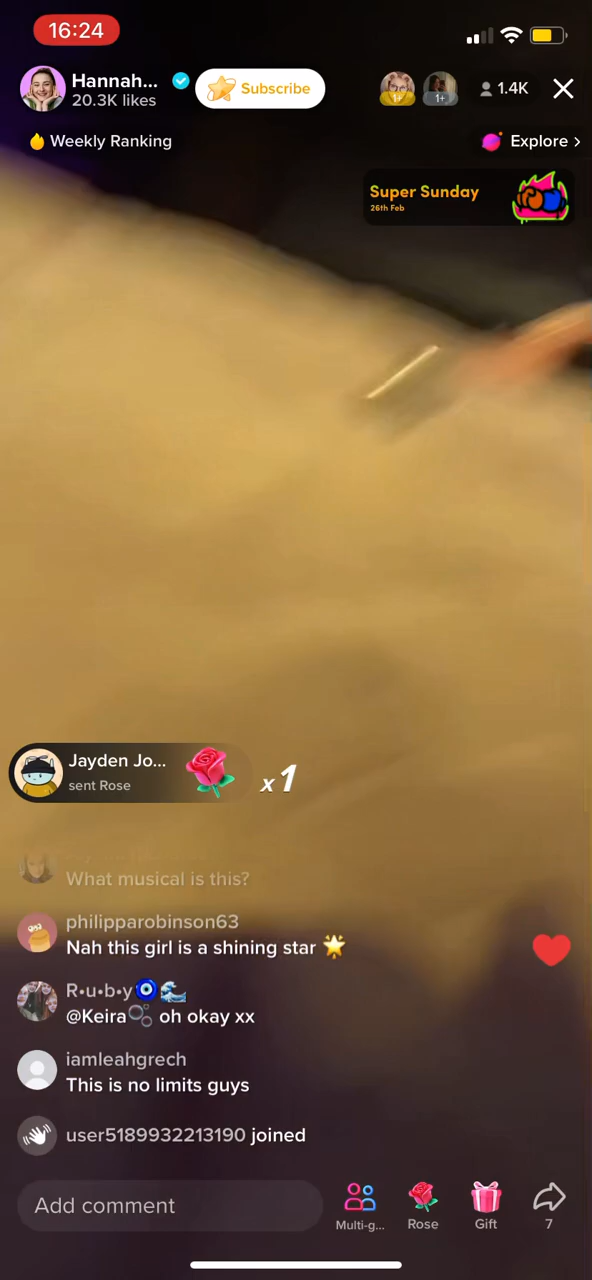 16:24
Hannah...
20.3K likes
Subscribe
1+
1+
1.4K
Weekly Ranking
Explore >
Super Sunday
26th Feb
Jayden Jo...
sent Rose
x1
What musical is this?
philipparobinson63
Nah this girl is a shining star 🌟
R•u•b•y🧿🌊
@Keira🫧 oh okay xx
iamleahgrech
This is no limits guys
user5189932213190 joined
Add comment
Multi-g...
Rose
Gift
7